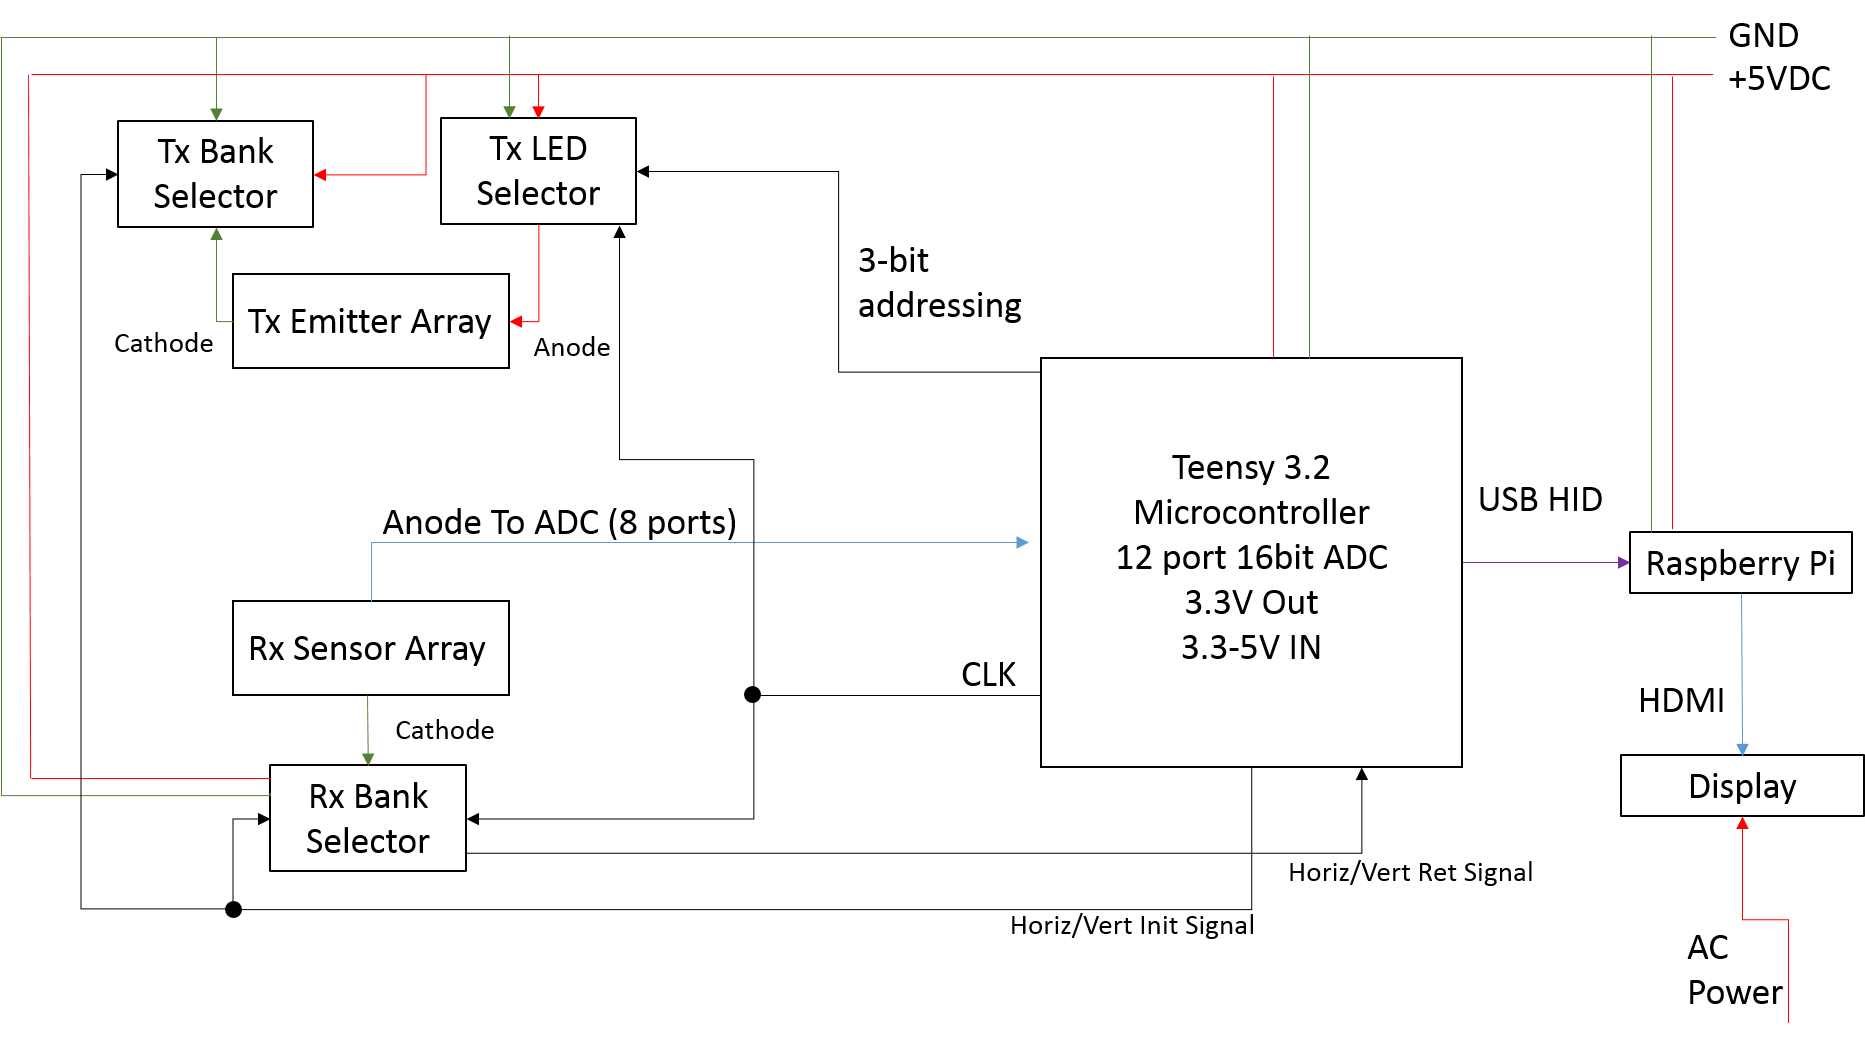 GND
+5VDC
Tx Bank
Selector
Tx LED
Selector
3-bit
addressing
Tx Emitter Array
Cathode
Anode
Teensy 3.2
Microcontroller
12 port 16bit ADC
3.3V Out
3.3-5V IN
USB HID
Anode To ADC (8 ports)
Raspberry Pi
Rx Sensor Array
CLK
HDMI
Cathode
Rx Bank
Selector
Display
Horiz/Vert Ret Signal
Horiz/Vert Init Signal
AC
Power